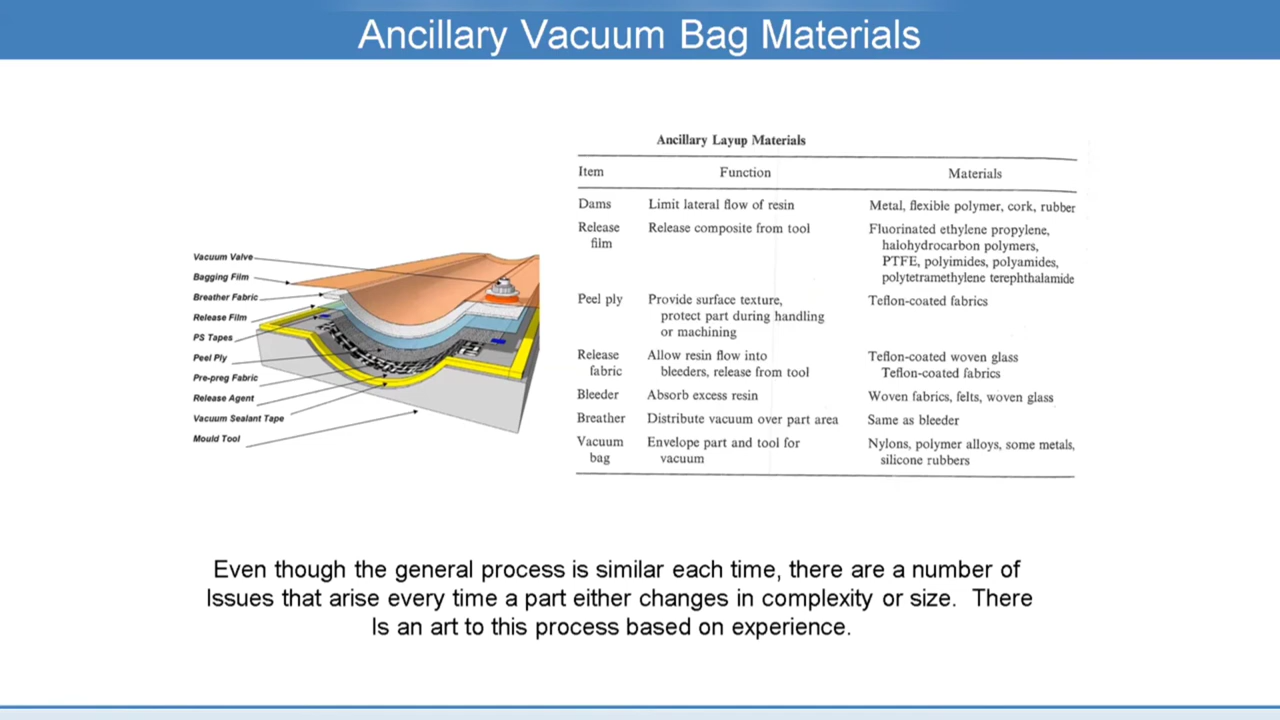 Ancillary Vacuum Bag Materials
Vacuum Valve
Bagging Film
Breather Fabric
Release Film
PS Tapes
Peel Ply
Pre-preg Fabric
Release Agent
Vacuum Sealant Tape
Mould Tool
Ancillary Layup Materials
Item Function Materials
Dams Limit lateral flow of resin Metal, flexible polymer, cork, rubber
Release Release composite from tool Fluorinated ethylene propylene,
film halohydrocarbon polymers,
PTFE, polyimides, polyamides,
polytetramethylene terephthalamide
Peel ply Provide surface texture, Teflon-coated fabrics
protect part during handling
or machining
Release Allow resin flow into Teflon-coated woven glass
fabric bleeders, release from tool Teflon-coated fabrics
Bleeder Absorb excess resin Woven fabrics, felts, woven glass
Breather Distribute vacuum over part area Same as bleeder
Vacuum Envelope part and tool for Nylons, polymer alloys, some metals,
bag vacuum silicone rubbers
Even though the general process is similar each time, there are a number of
Issues that arise every time a part either changes in complexity or size. There
Is an art to this process based on experience.